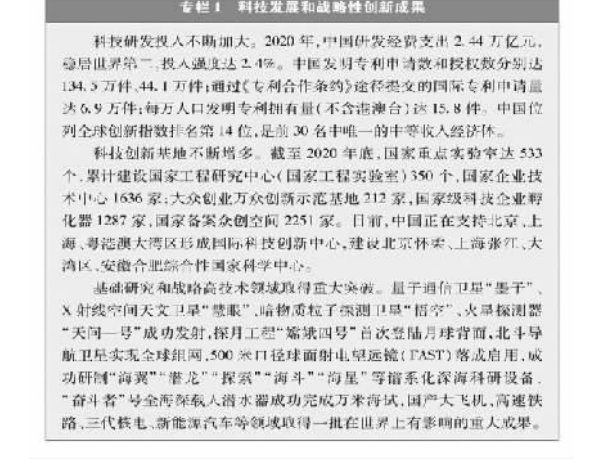 专栏1 科技发展和战略性创新成果
科技研发投入不断加大。2020年,中国研发经费支出2.44万亿元,
稳居世界第二,投入强度达2.4%。中国发明专利申请数和授权数分别达
134.5万件、44.1万件;通过《专利合作条约》途径提交的国际专利申请量
达6.9万件;每万人口发明专利拥有量(不含港澳台)达15.8件。中国位
列全球创新指数排名第14位,是前30名中唯一的中等收入经济体。
科技创新基地不断增多。截至2020年底,国家重点实验室达533
个,累计建设国家工程研究中心(国家工程实验室)350个,国家企业技
术中心1636家;大众创业万众创新示范基地212家,国家级科技企业孵
化器1287家,国家备案众创空间2251家。目前,中国正在支持北京、上
海、粤港澳大湾区形成国际科技创新中心,建设北京怀柔、上海张江、大
湾区、安徽合肥综合性国家科学中心。
基础研究和战略高技术领域取得重大突破。量子通信卫星“墨子”、
X射线空间天文卫星“慧眼”、暗物质粒子探测卫星“悟空”、火星探测器
“天问一号”成功发射,探月工程“嫦娥四号”首次登陆月球背面,北斗导
航卫星实现全球组网,500米口径球面射电望远镜(FAST)落成启用,成
功研制“海翼”“潜龙”“探索”“海斗”“海星”等谱系化深海科研设备,
“奋斗者”号全海深载人潜水器成功完成万米海试,国产大飞机、高速铁
路、三代核电、新能源汽车等领域取得一批在世界上有影响的重大成果。